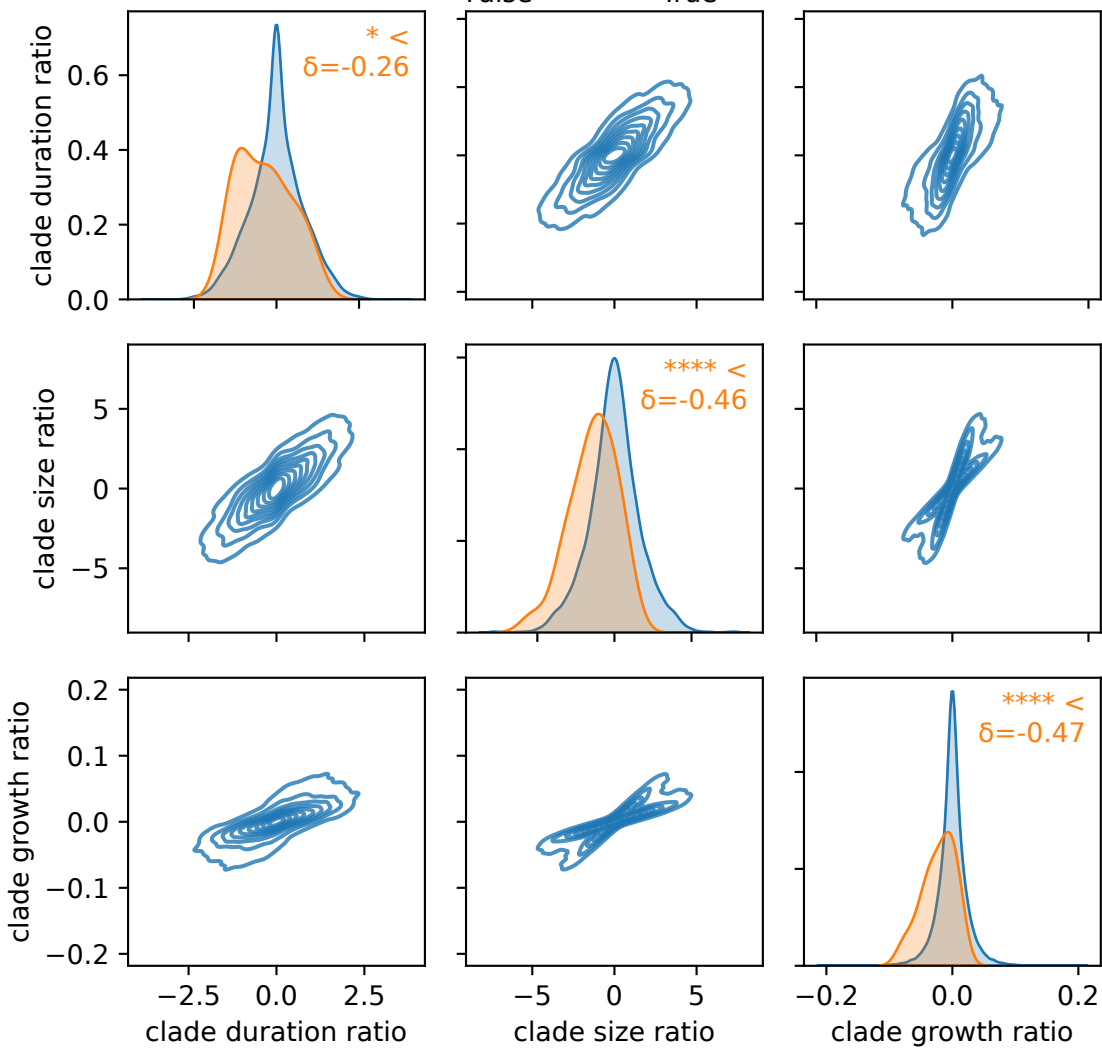 clade duration ratio
0.6
0.4
0.2
0.0
* <
δ=-0.26
clade size ratio
5
0
−5
**** <
δ=-0.46
clade growth ratio
0.2
0.1
0.0
−0.1
−0.2
**** <
δ=-0.47
−2.5 0.0 2.5
clade duration ratio
−5 0 5
clade size ratio
−0.2 0.0 0.2
clade growth ratio